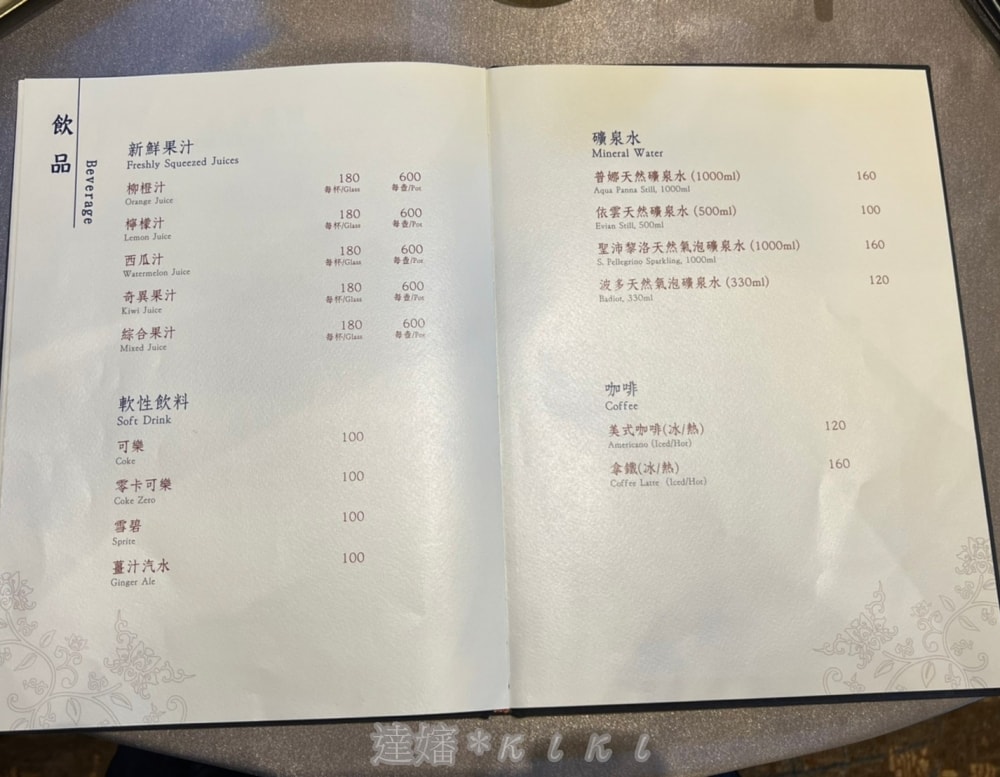 飲品
Beverage
新鮮果汁
Freshly Squeezed Juices
柳橙汁 180 600
Orange Juice 每杯/Glass 每壺/Pot
檸檬汁 180 600
Lemon Juice 每杯/Glass 每壺/Pot
西瓜汁 180 600
Watermelon Juice 每杯/Glass 每壺/Pot
奇異果汁 180 600
Kiwi Juice 每杯/Glass 每壺/Pot
綜合果汁 180 600
Mixed Juice 每杯/Glass 每壺/Pot
軟性飲料
Soft Drink
可樂 100
Coke
零卡可樂 100
Coke Zero
雪碧 100
Sprite
薑汁汽水 100
Ginger Ale
礦泉水
Mineral Water
普娜天然礦泉水 (1000ml) 160
Aqua Panna Still, 1000ml
依雲天然礦泉水 (500ml) 100
Evian Still, 500ml
聖沛黎洛天然氣泡礦泉水 (1000ml) 160
S. Pellegrino Sparkling, 1000ml
波多天然氣泡礦泉水 (330ml) 120
Badiot, 330ml
咖啡
Coffee
美式咖啡(冰/熱) 120
Americano (Iced/Hot)
拿鐵(冰/熱) 160
Coffee Latte (Iced/Hot)
達嬸*KLKL